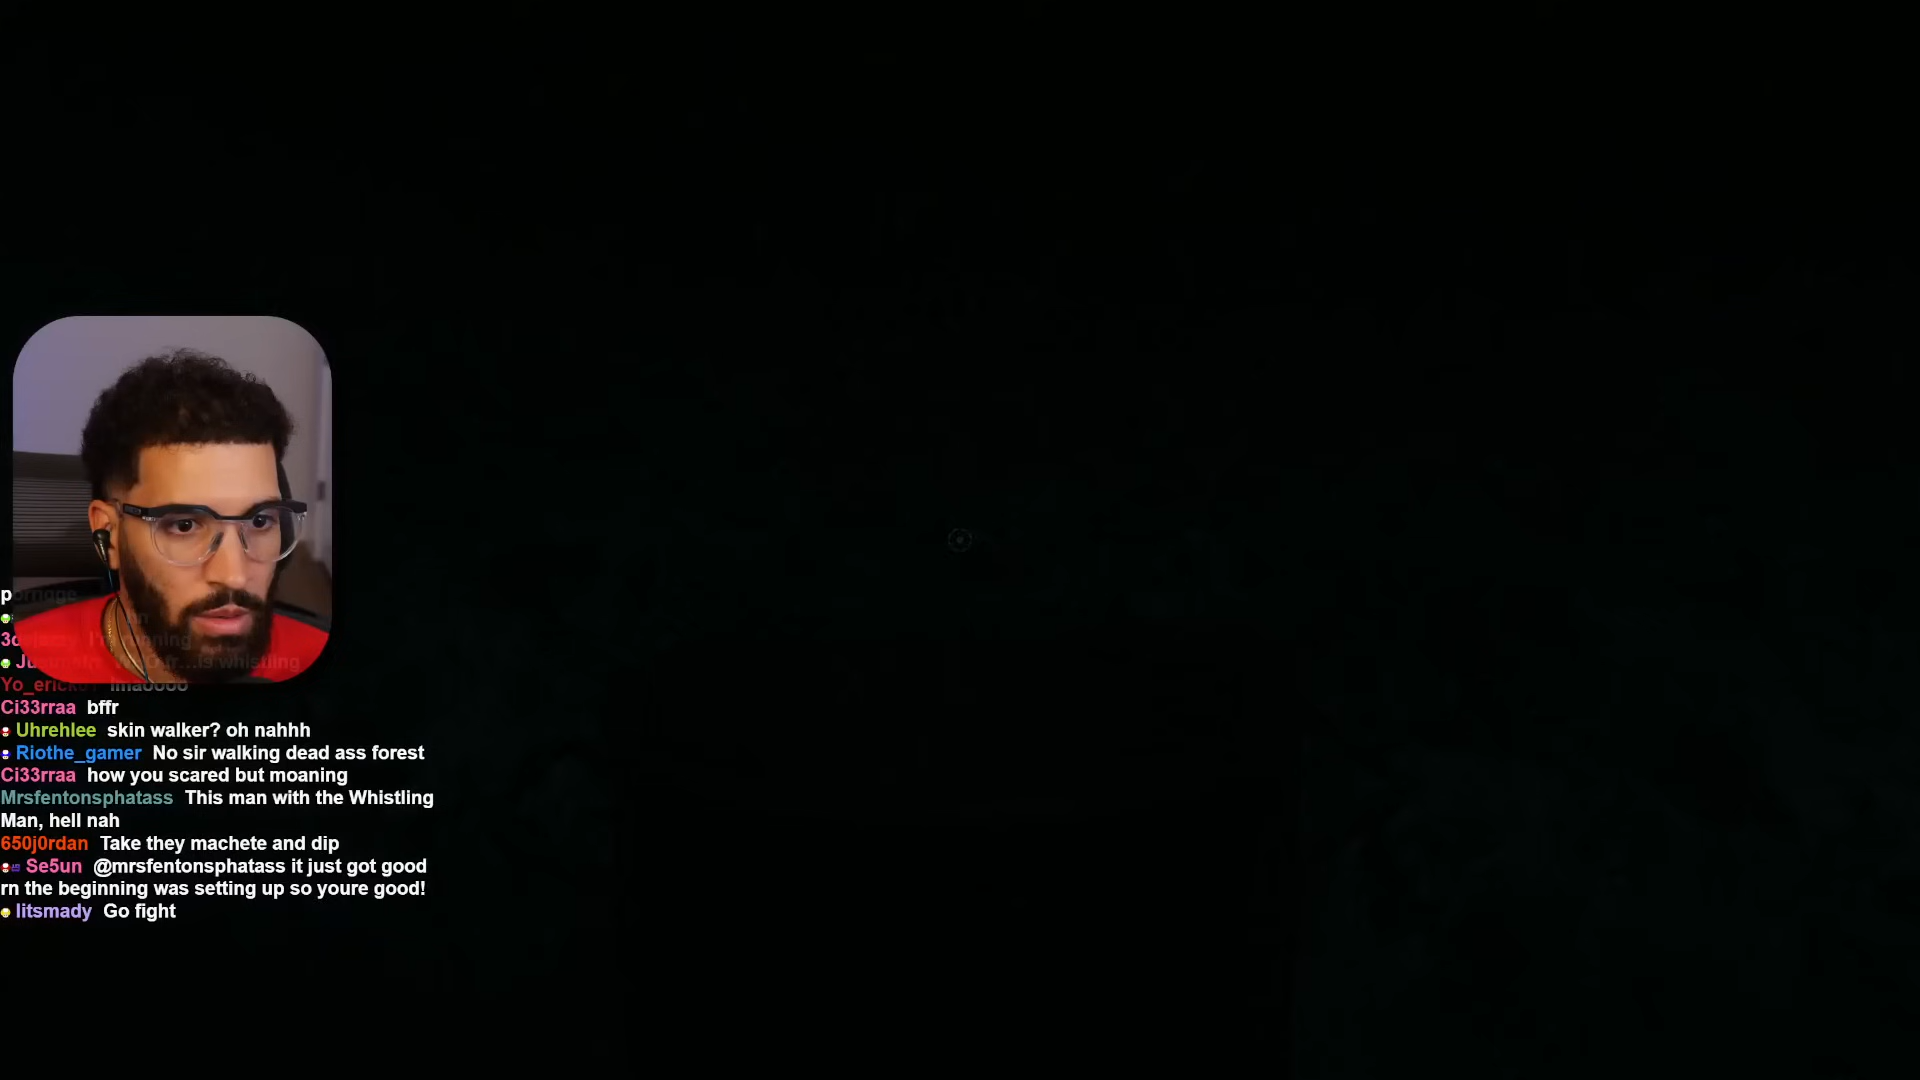 lmaoooo
Ci33rraa bffr
Uhrehlee skin walker? oh nahhh
Riothe_gamer No sir walking dead ass forest
Ci33rraa how you scared but moaning
Mrsfentonsphatass This man with the Whistling
Man, hell nah
650j0rdan Take they machete and dip
Se5un @mrsfentonsphatass it just got good
rn the beginning was setting up so youre good!
litsmady Go fight